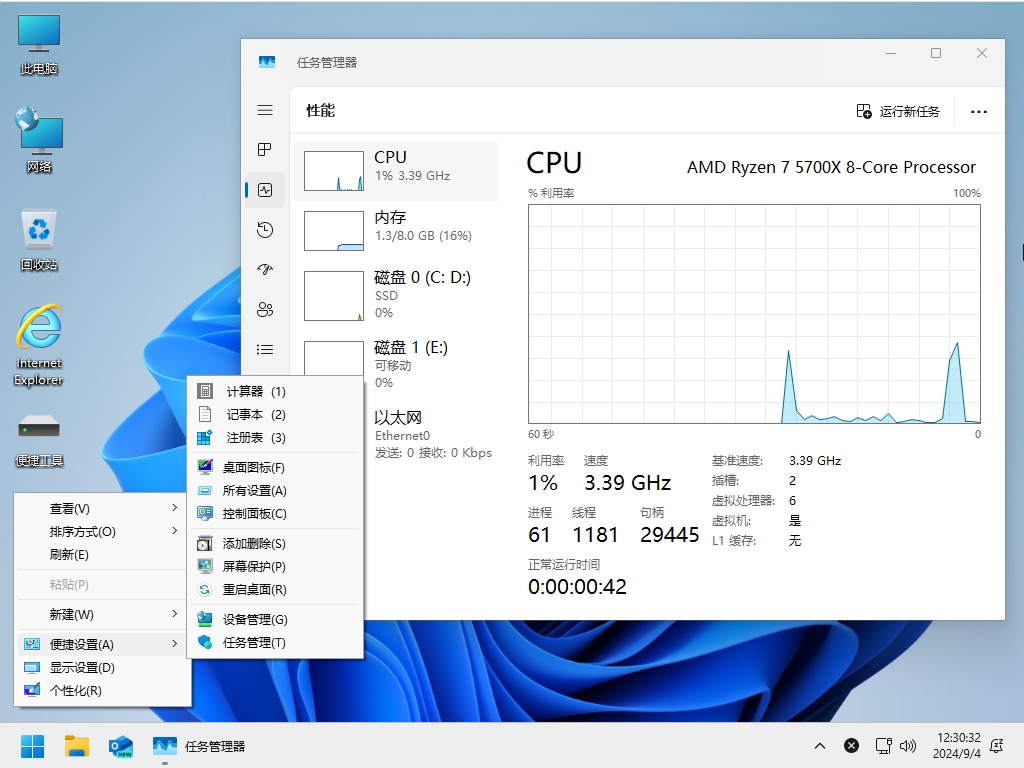 此电脑
网络
回收站
Internet
Explorer
便捷工具
任务管理器
性能
运行新任务
CPU
1% 3.39 GHz
内存
1.3/8.0 GB (16%)
磁盘 0 (C: D:)
SSD
0%
磁盘 1 (E:)
可移动
0%
以太网
Ethernet0
发送: 0 接收: 0 Kbps
CPU
AMD Ryzen 7 5700X 8-Core Processor
% 利用率
100%
60 秒
0
利用率 速度
1% 3.39 GHz
进程 线程 句柄
61 1181 29445
正常运行时间
0:00:00:42
基准速度: 3.39 GHz
插槽: 2
虚拟处理器: 6
虚拟机: 是
L1 缓存: 无
查看(V)
排序方式(O)
刷新(E)
粘贴(P)
新建(W)
便捷设置(A)
显示设置(D)
个性化(R)
计算器 (1)
记事本 (2)
注册表 (3)
桌面图标(F)
所有设置(A)
控制面板(C)
添加删除(S)
屏幕保护(P)
重启桌面(R)
设备管理(G)
任务管理(T)
NEW
任务管理器
12:30:32
2024/9/4